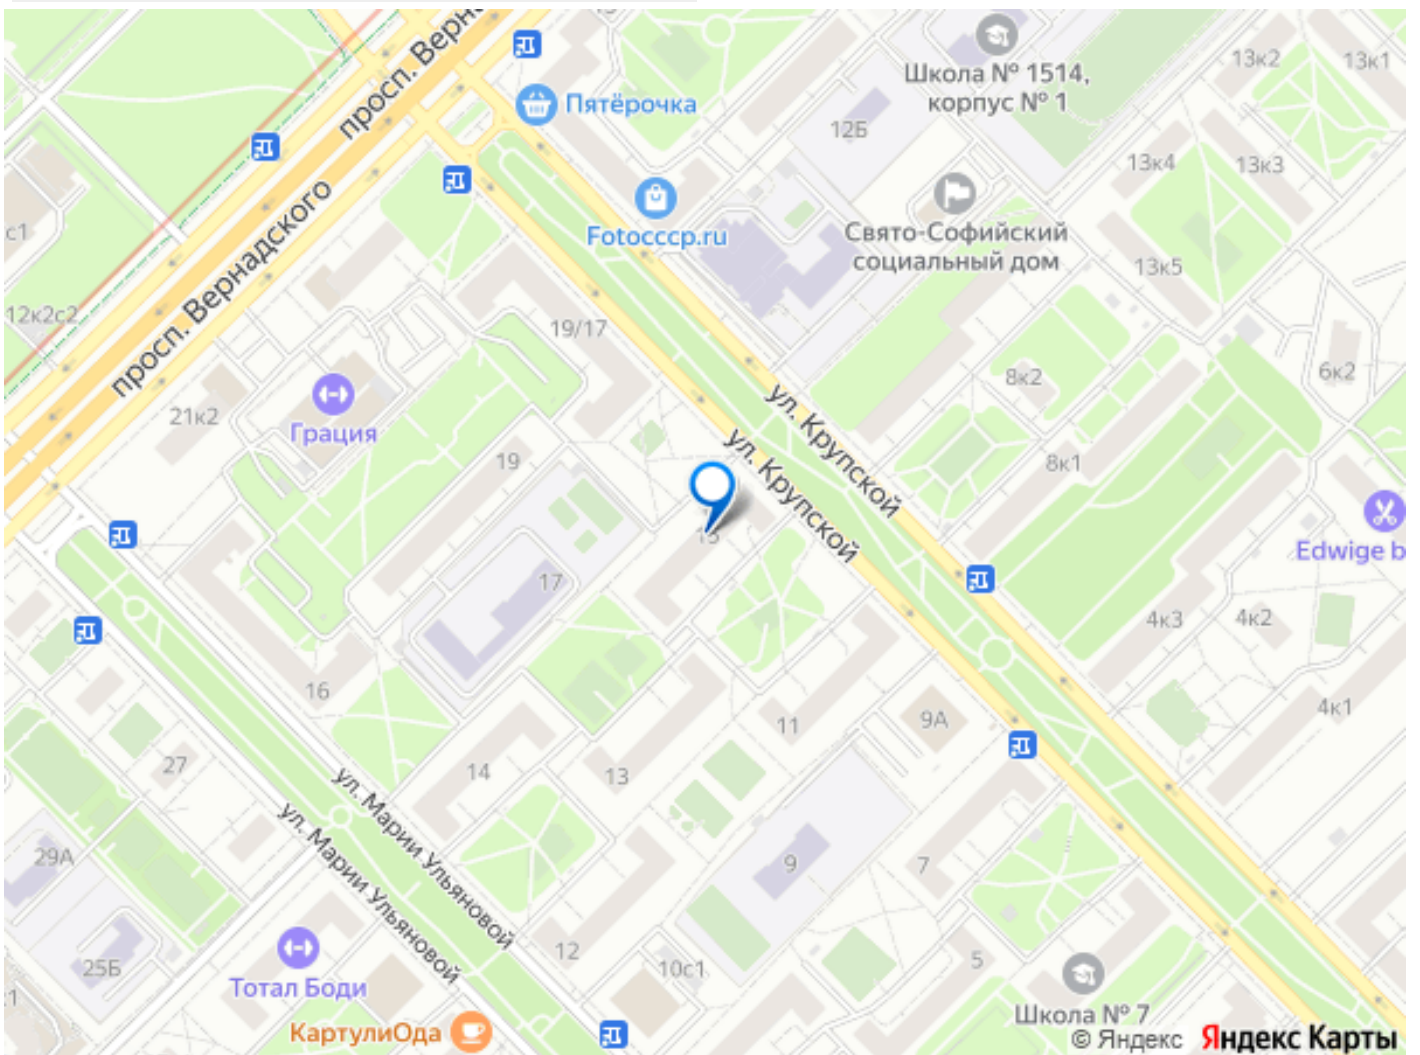 просп. Вернадского
Пятёрочка
Школа № 1514,
корпус № 1
13к2
13к1
12Б
13к4
13к3
Fotocccp.ru
Свято-Софийский
социальный дом
13к5
с1
12к2с2
просп. Вернадского
19/17
21к2
Грация
19
8к2
6к2
ул. Крупской
ул. Крупской
8к1
15
Edwige b
17
4к3
4к2
16
11
9А
4к1
27
14
13
ул. Марии Ульяновой
ул. Марии Ульяновой
29А
9
7
25Б
Тотал Боди
12
10с1
5
КартулиОда
Школа № 7
© Яндекс Яндекс Карты